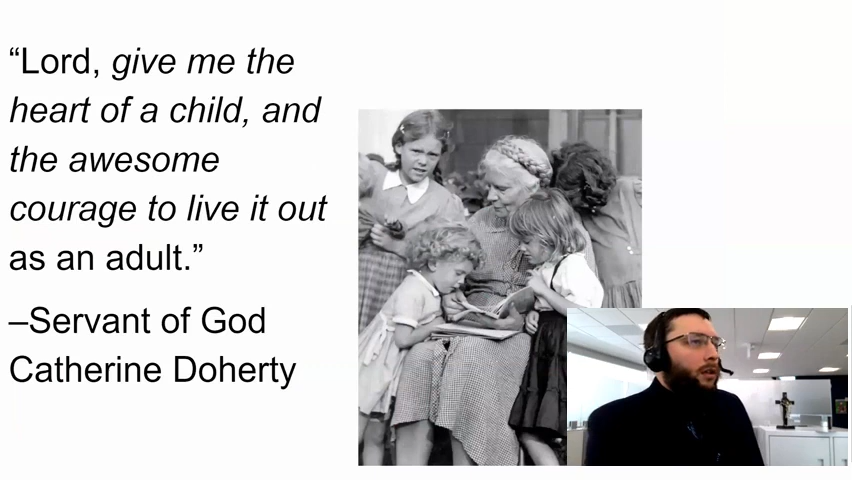 “Lord, give me the
heart of a child, and
the awesome
courage to live it out
as an adult.”
–Servant of God
Catherine Doherty